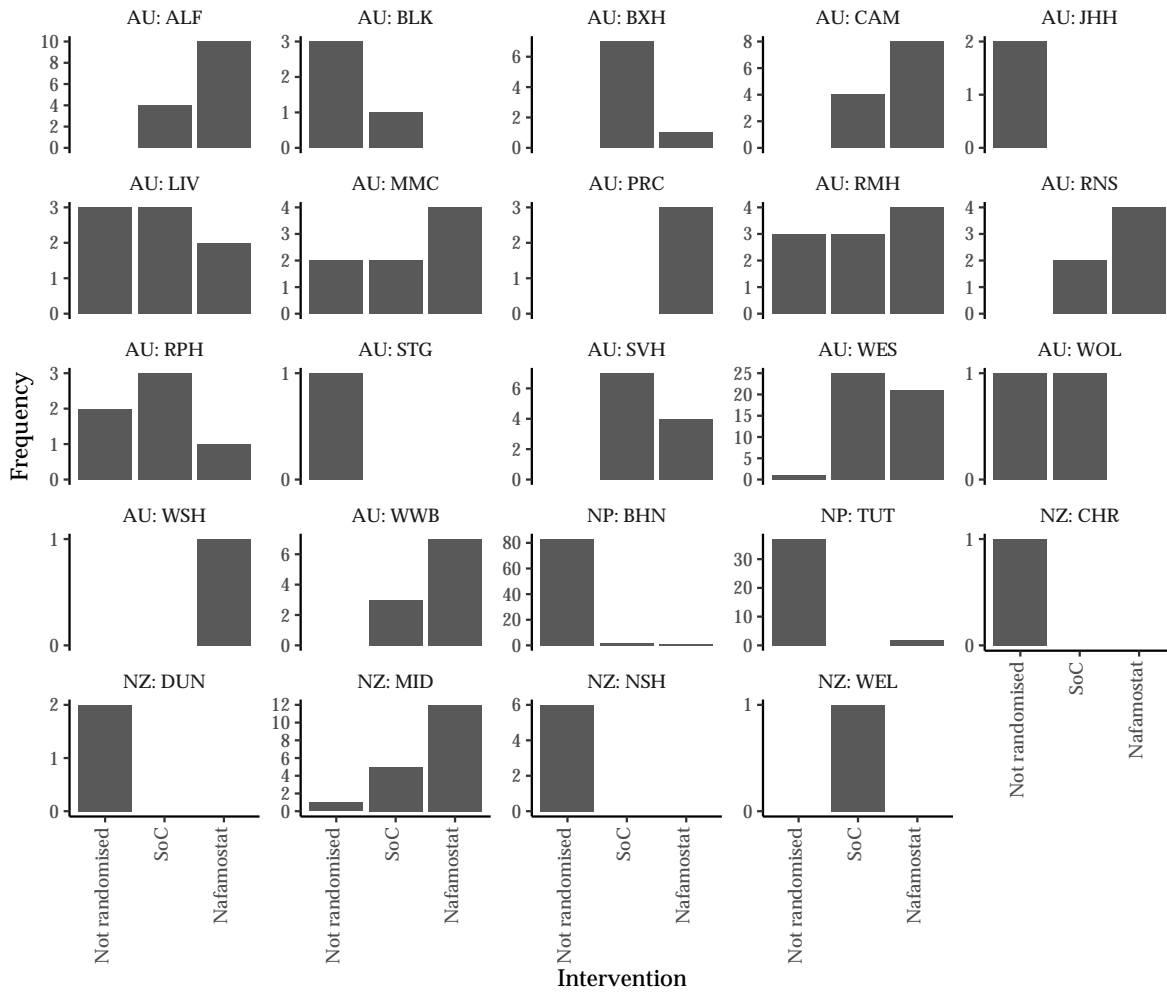 AU: ALF AU: BLK AU: BXH AU: CAM AU: JHH
10 8 6 4 2 0
3 2 1 0
6 4 2 0
8 6 4 2 0
2 1 0
AU: LIV AU: MMC AU: PRC AU: RMH AU: RNS
3 2 1 0
4 3 2 1 0
3 2 1 0
4 3 2 1 0
4 3 2 1 0
AU: RPH AU: STG AU: SVH AU: WES AU: WOL
3 2 1 0
1 0
6 4 2 0
25 20 15 10 5 0
1 0
AU: WSH AU: WWB NP: BHN NP: TUT NZ: CHR
1 0
6 4 2 0
80 60 40 20 0
30 20 10 0
1 0
NZ: DUN NZ: MID NZ: NSH NZ: WEL
2 1 0
12 10 8 6 4 2 0
6 4 2 0
1 0
Not randomised SoC Nafamostat
Not randomised SoC Nafamostat
Not randomised SoC Nafamostat
Not randomised SoC Nafamostat
Not randomised SoC Nafamostat
Frequency
Intervention